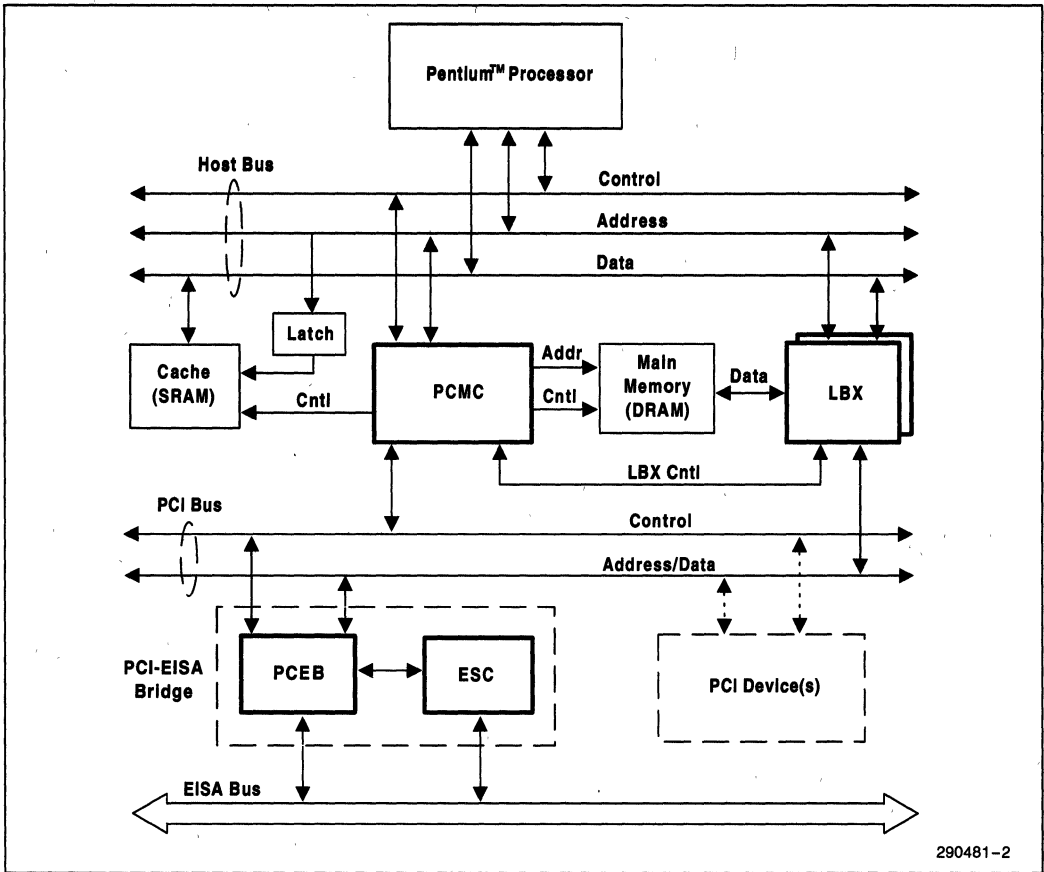 Pentium™ Processor
Host Bus
Control
Address
Data
Latch
Cache
(SRAM)
Cntl
PCMC
Addr
Cntl
Main
Memory
(DRAM)
Data
LBX
LBX Cntl
PCI Bus
Control
Address/Data
PCI-EISA
Bridge
PCEB
ESC
PCI Device(s)
EISA Bus
290481-2